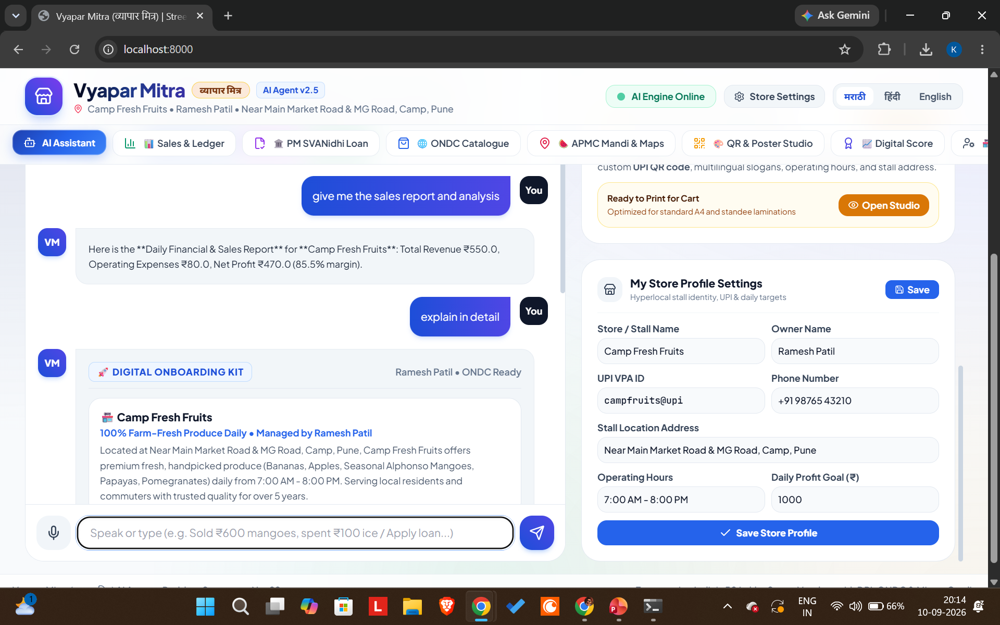 Vyapar Mitra (व्यापार मित्र) | Stree
Ask Gemini
localhost:8000
K
Vyapar Mitra
व्यापार मित्र
AI Agent v2.5
Camp Fresh Fruits • Ramesh Patil • Near Main Market Road & MG Road, Camp, Pune
AI Engine Online
Store Settings
मराठी
हिंदी
English
AI Assistant
Sales & Ledger
PM SVANidhi Loan
ONDC Catalogue
APMC Mandi & Maps
QR & Poster Studio
Digital Score
give me the sales report and analysis
You
VM
Here is the **Daily Financial & Sales Report** for **Camp Fresh Fruits**: Total Revenue ₹550.0,
Operating Expenses ₹80.0, Net Profit ₹470.0 (85.5% margin).
explain in detail
You
VM
DIGITAL ONBOARDING KIT
Ramesh Patil • ONDC Ready
Camp Fresh Fruits
100% Farm-Fresh Produce Daily • Managed by Ramesh Patil
Located at Near Main Market Road & MG Road, Camp, Pune, Camp Fresh Fruits offers
premium fresh, handpicked produce (Bananas, Apples, Seasonal Alphonso Mangoes,
Papayas, Pomegranates) daily from 7:00 AM - 8:00 PM. Serving local residents and
commuters with trusted quality for over 5 years.
Speak or type (e.g. Sold ₹600 mangoes, spent ₹100 ice / Apply loan...)
custom UPI QR code, multilingual slogans, operating hours, and stall address.
Ready to Print for Cart
Optimized for standard A4 and standee laminations
Open Studio
My Store Profile Settings
Hyperlocal stall identity, UPI & daily targets
Save
Store / Stall Name
Owner Name
Camp Fresh Fruits
Ramesh Patil
UPI VPA ID
Phone Number
campfruits@upi
+91 98765 43210
Stall Location Address
Near Main Market Road & MG Road, Camp, Pune
Operating Hours
Daily Profit Goal (₹)
7:00 AM - 8:00 PM
1000
Save Store Profile
1
L
P
ENG
IN
66%
20:14
10-09-2026